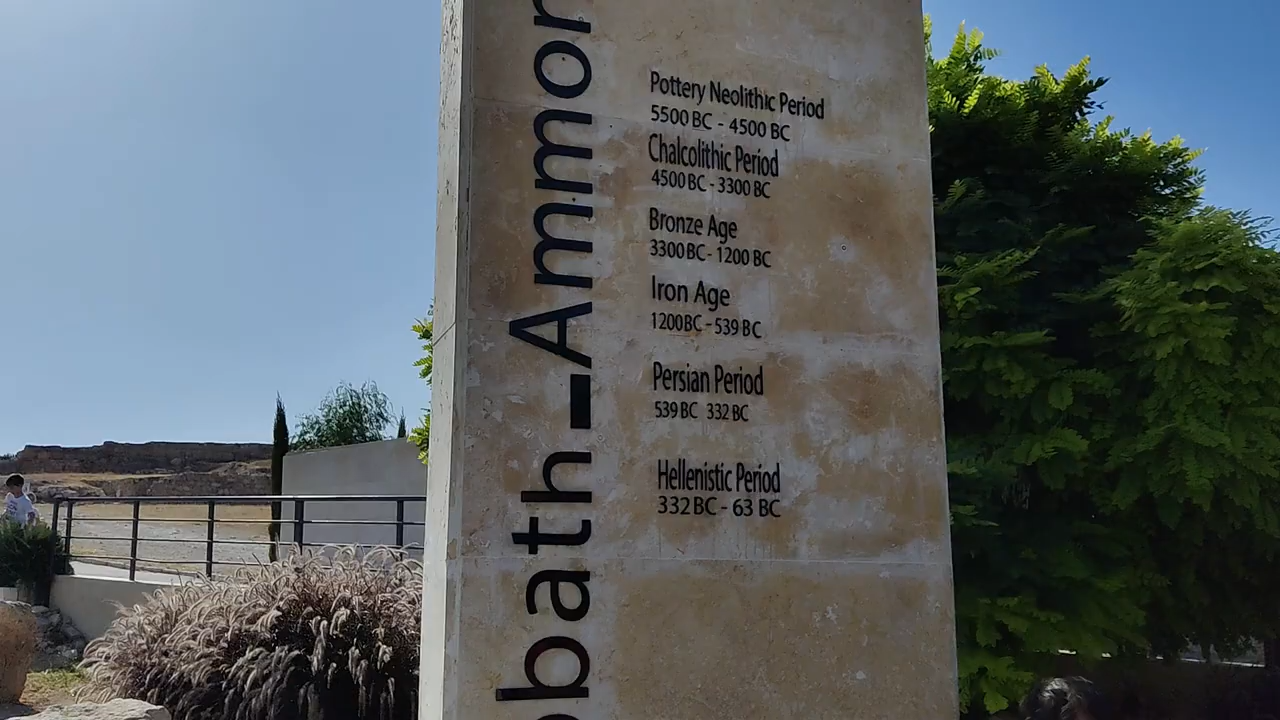 bath-Ammon
Pottery Neolithic Period
5500 BC - 4500 BC
Chalcolithic Period
4500 BC - 3300 BC
Bronze Age
3300 BC - 1200 BC
Iron Age
1200 BC - 539 BC
Persian Period
539 BC 332 BC
Hellenistic Period
332 BC - 63 BC